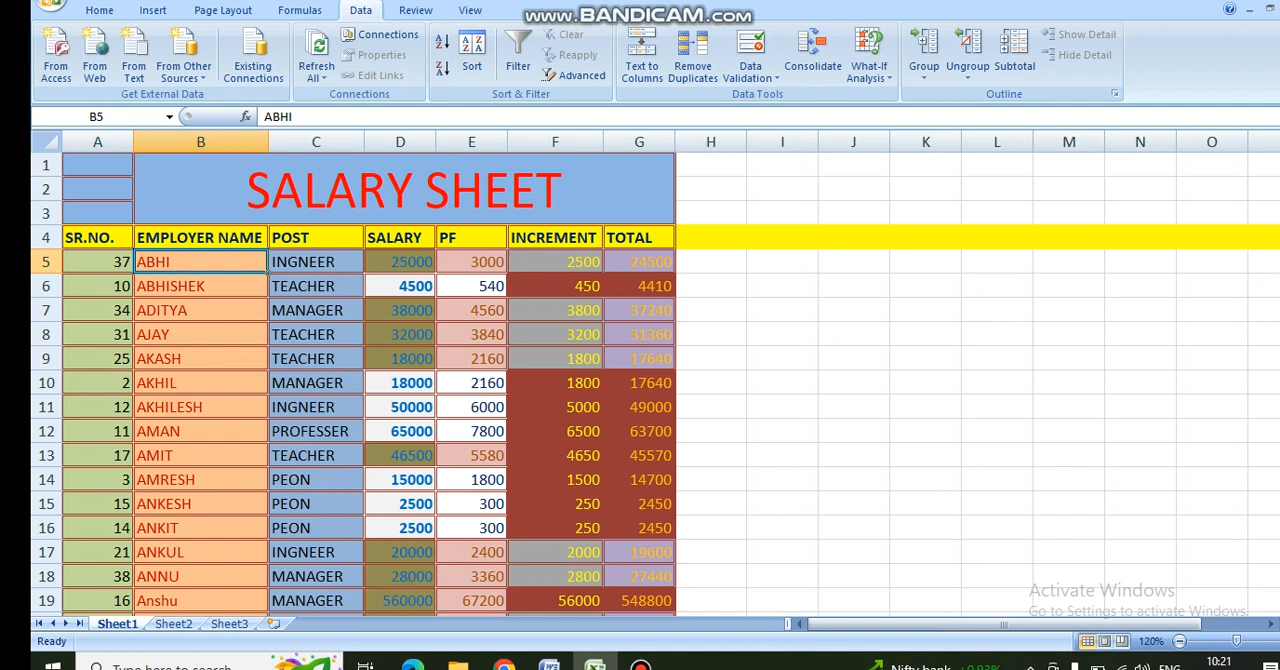 www.BANDICAM.com
Home Insert Page Layout Formulas Data Review View
From Access
From Web
From Text
From Other Sources
Existing Connections
Get External Data
Refresh All
Connections
Properties
Edit Links
Connections
Sort
Filter
Clear
Reapply
Advanced
Sort & Filter
Text to Columns
Remove Duplicates
Data Validation
Consolidate
What-If Analysis
Data Tools
Group
Ungroup
Subtotal
Show Detail
Hide Detail
Outline
B5 fx ABHI
A B C D E F G H I J K L M N O
1
2 SALARY SHEET
3
4 SR.NO. EMPLOYER NAME POST SALARY PF INCREMENT TOTAL
5 37 ABHI INGNEER 25000 3000 2500 24500
6 10 ABHISHEK TEACHER 4500 540 450 4410
7 34 ADITYA MANAGER 38000 4560 3800 37240
8 31 AJAY TEACHER 32000 3840 3200 31360
9 25 AKASH TEACHER 18000 2160 1800 17640
10 2 AKHIL MANAGER 18000 2160 1800 17640
11 12 AKHILESH INGNEER 50000 6000 5000 49000
12 11 AMAN PROFESSER 65000 7800 6500 63700
13 17 AMIT TEACHER 46500 5580 4650 45570
14 3 AMRESH PEON 15000 1800 1500 14700
15 15 ANKESH PEON 2500 300 250 2450
16 14 ANKIT PEON 2500 300 250 2450
17 21 ANKUL INGNEER 20000 2400 2000 19600
18 38 ANNU MANAGER 28000 3360 2800 27440
19 16 Anshu MANAGER 560000 67200 56000 548800
Activate Windows
Go to Settings to activate Windows.
Sheet1 Sheet2 Sheet3
Ready 120%
Type here to search
Nifty bank +0.93% ENG 10:21